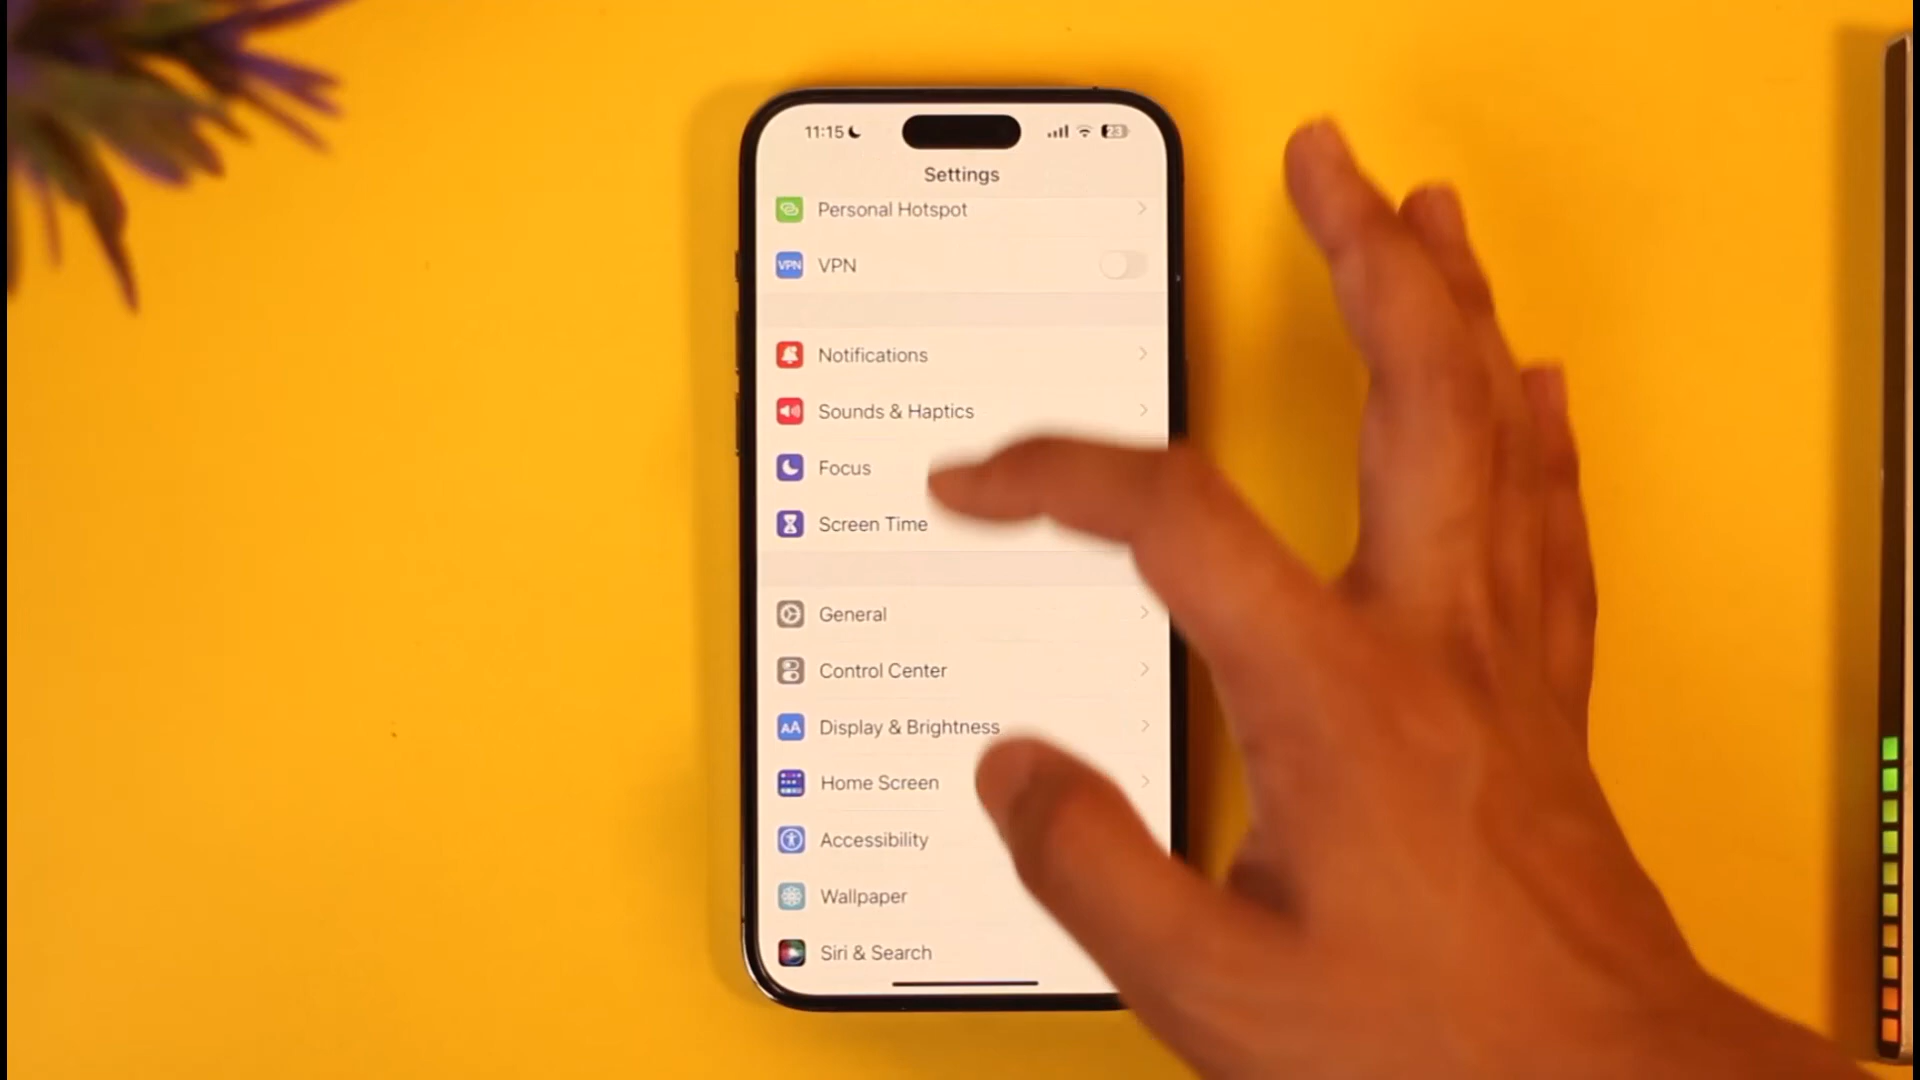 11:15
23
Settings
Personal Hotspot
VPN VPN
Notifications
Sounds & Haptics
Focus
Screen Time
General
Control Center
AA Display & Brightness
Home Screen
Accessibility
Wallpaper
Siri & Search